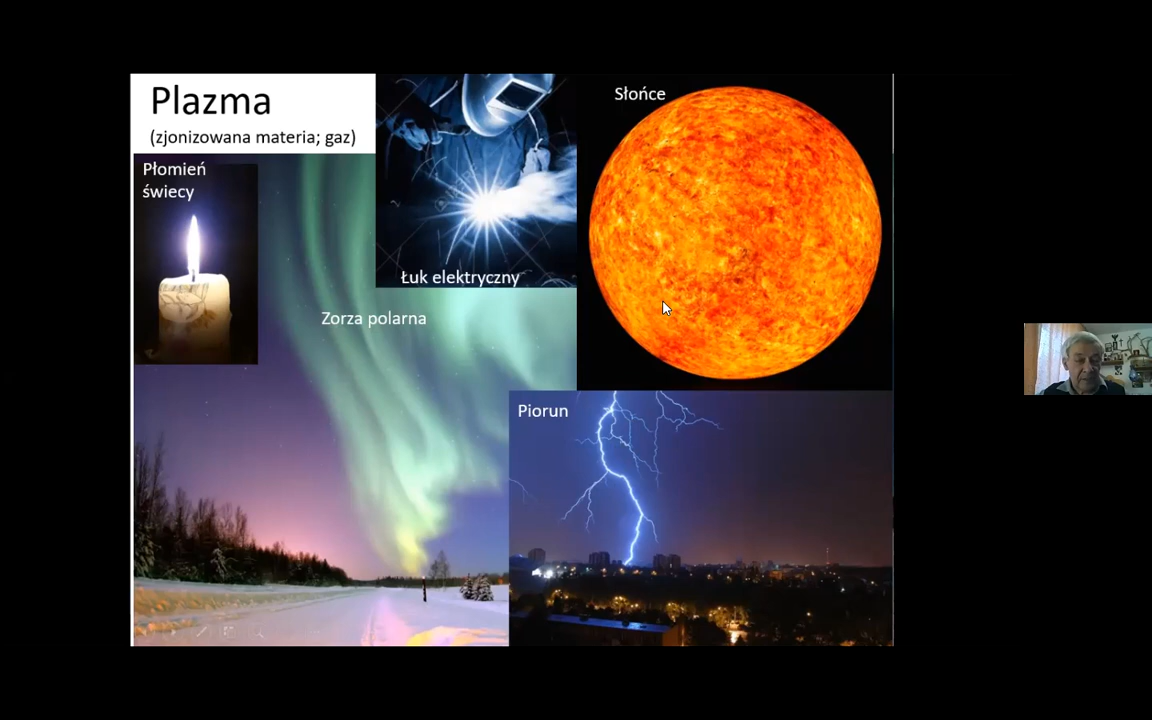 Plazma
(zjonizowana materia; gaz)
Płomień
świecy
Łuk elektryczny
Zorza polarna
Słońce
Piorun